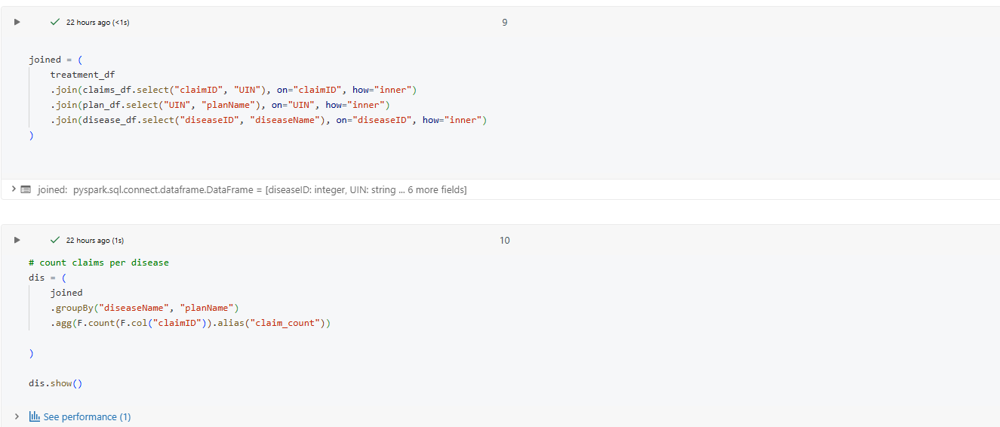 22 hours ago (<1s)
9
joined = (
treatment_df
.join(claims_df.select("claimID", "UIN"), on="claimID", how="inner")
.join(plan_df.select("UIN", "planName"), on="UIN", how="inner")
.join(disease_df.select("diseaseID", "diseaseName"), on="diseaseID", how="inner")
)
joined: pyspark.sql.connect.dataframe.DataFrame = [diseaseID: integer, UIN: string ... 6 more fields]
22 hours ago (1s)
10
# count claims per disease
dis = (
joined
.groupBy("diseaseName", "planName")
.agg(F.count(F.col("claimID")).alias("claim_count"))
)
dis.show()
See performance (1)